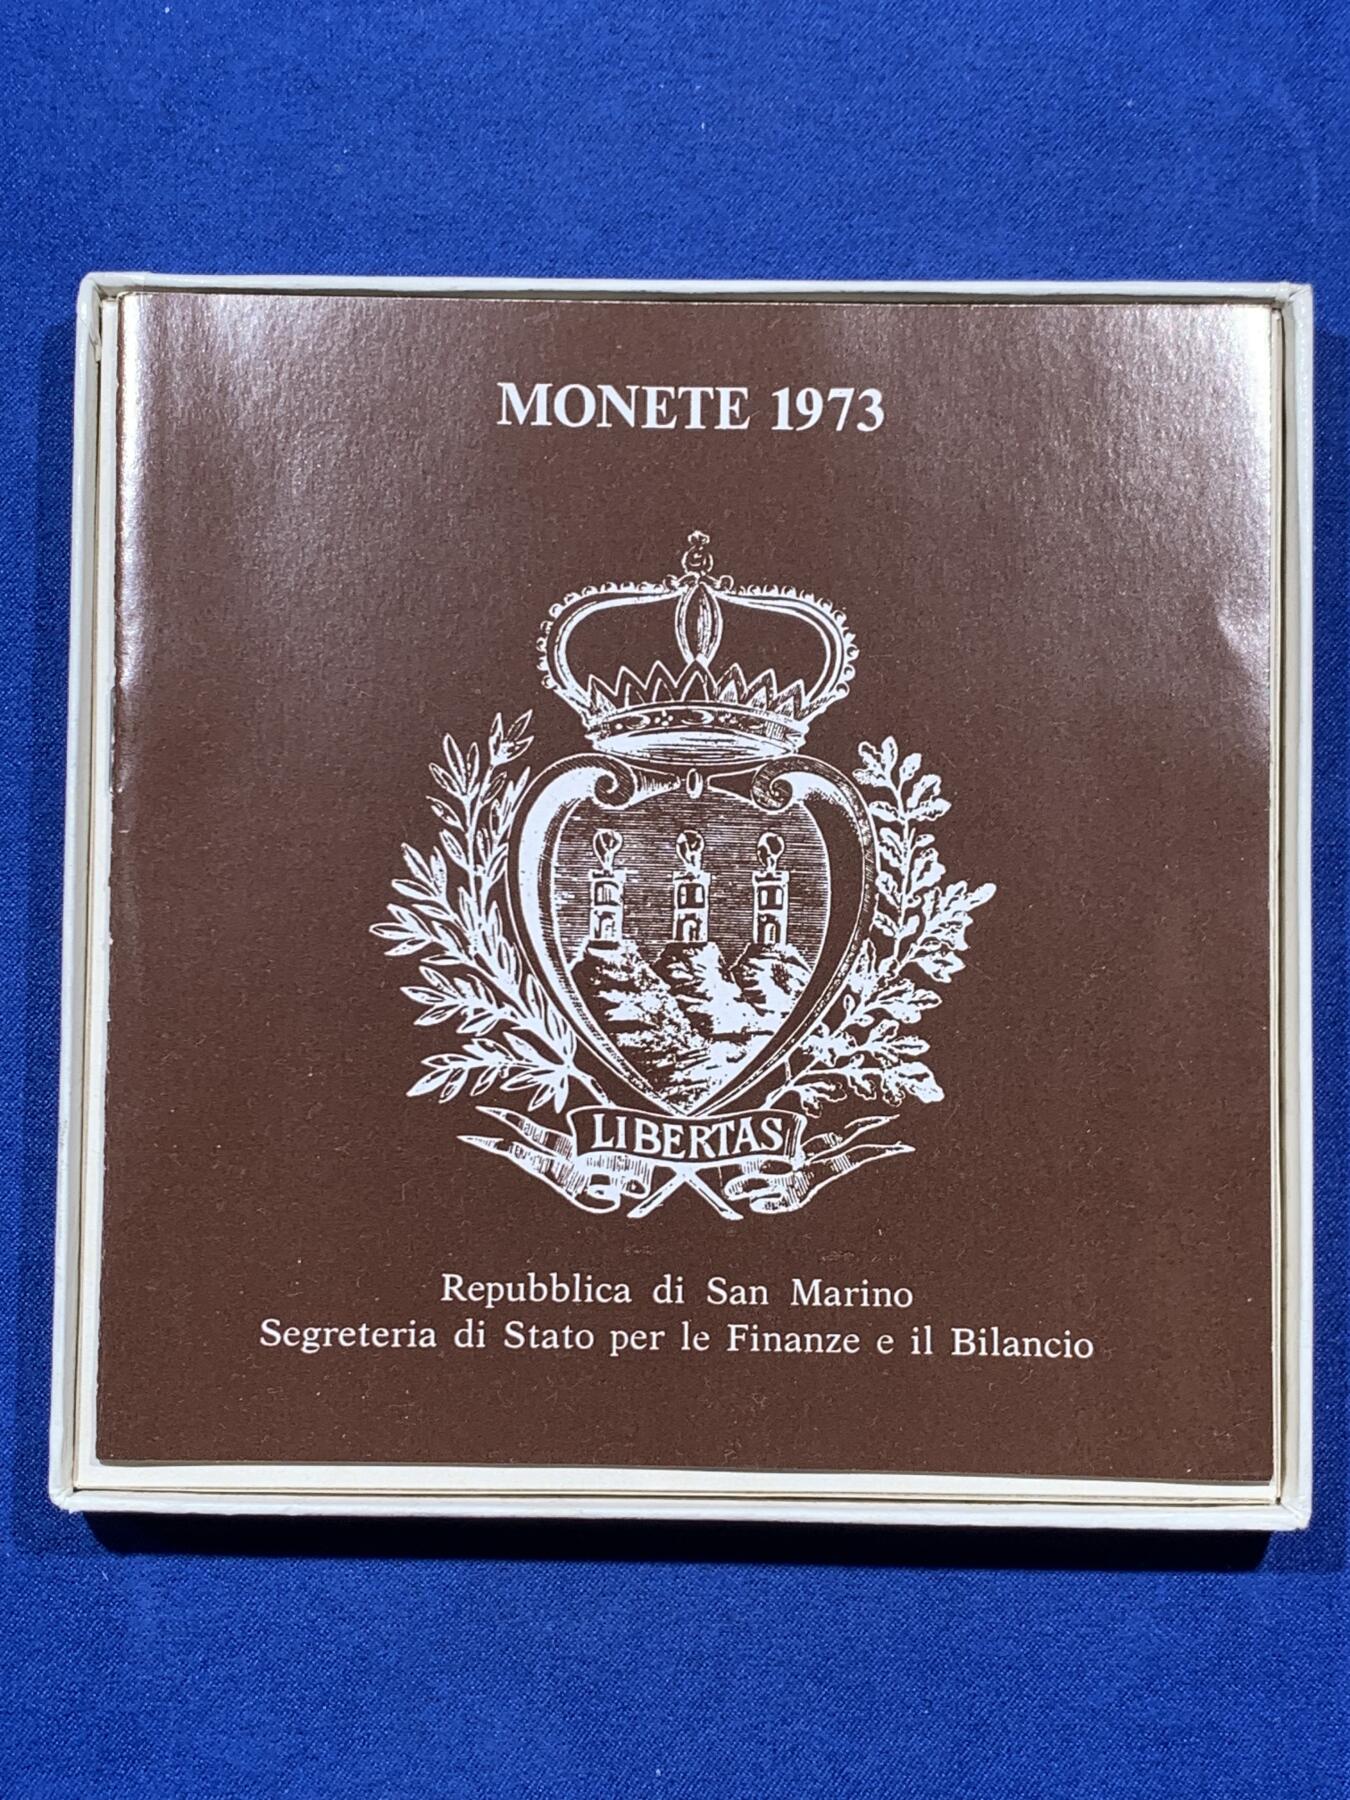 MONETE 1973
LIBERTAS
Repubblica di San Marino
Segreteria di Stato per le Finanze e il Bilancio